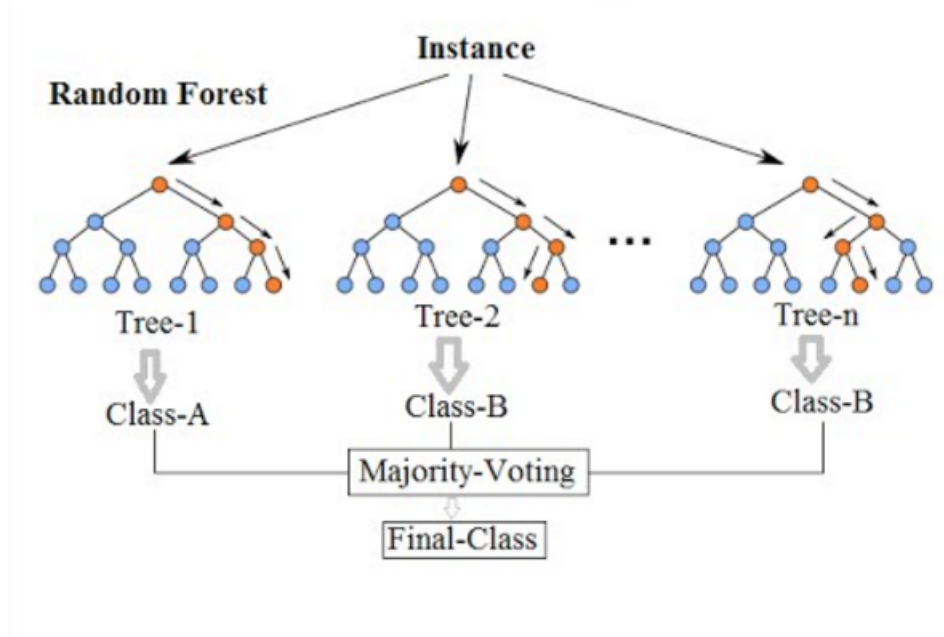 Instance
Random Forest
...
Tree-1
Tree-2
Tree-n
Class-A
Class-B
Class-B
Majority-Voting
Final-Class